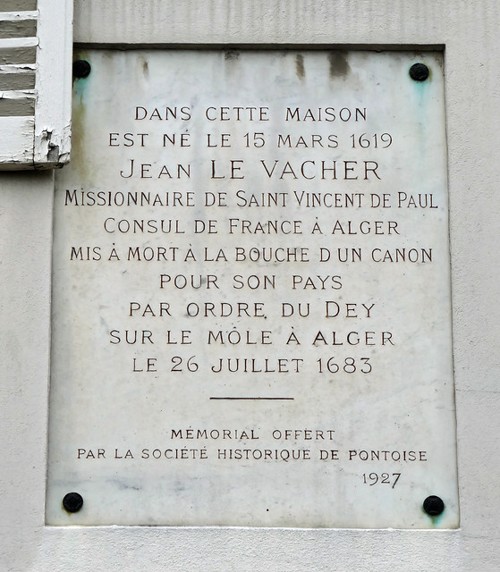 DANS CETTE MAISON
EST NÉ LE 15 MARS 1619
JEAN LE VACHER
MISSIONNAIRE DE SAINT VINCENT DE PAUL
CONSUL DE FRANCE À ALGER
MIS À MORT À LA BOUCHE D UN CANON
POUR SON PAYS
PAR ORDRE DU DEY
SUR LE MÔLE À ALGER
LE 26 JUILLET 1683
MÉMORIAL OFFERT
PAR LA SOCIÉTÉ HISTORIQUE DE PONTOISE
1927